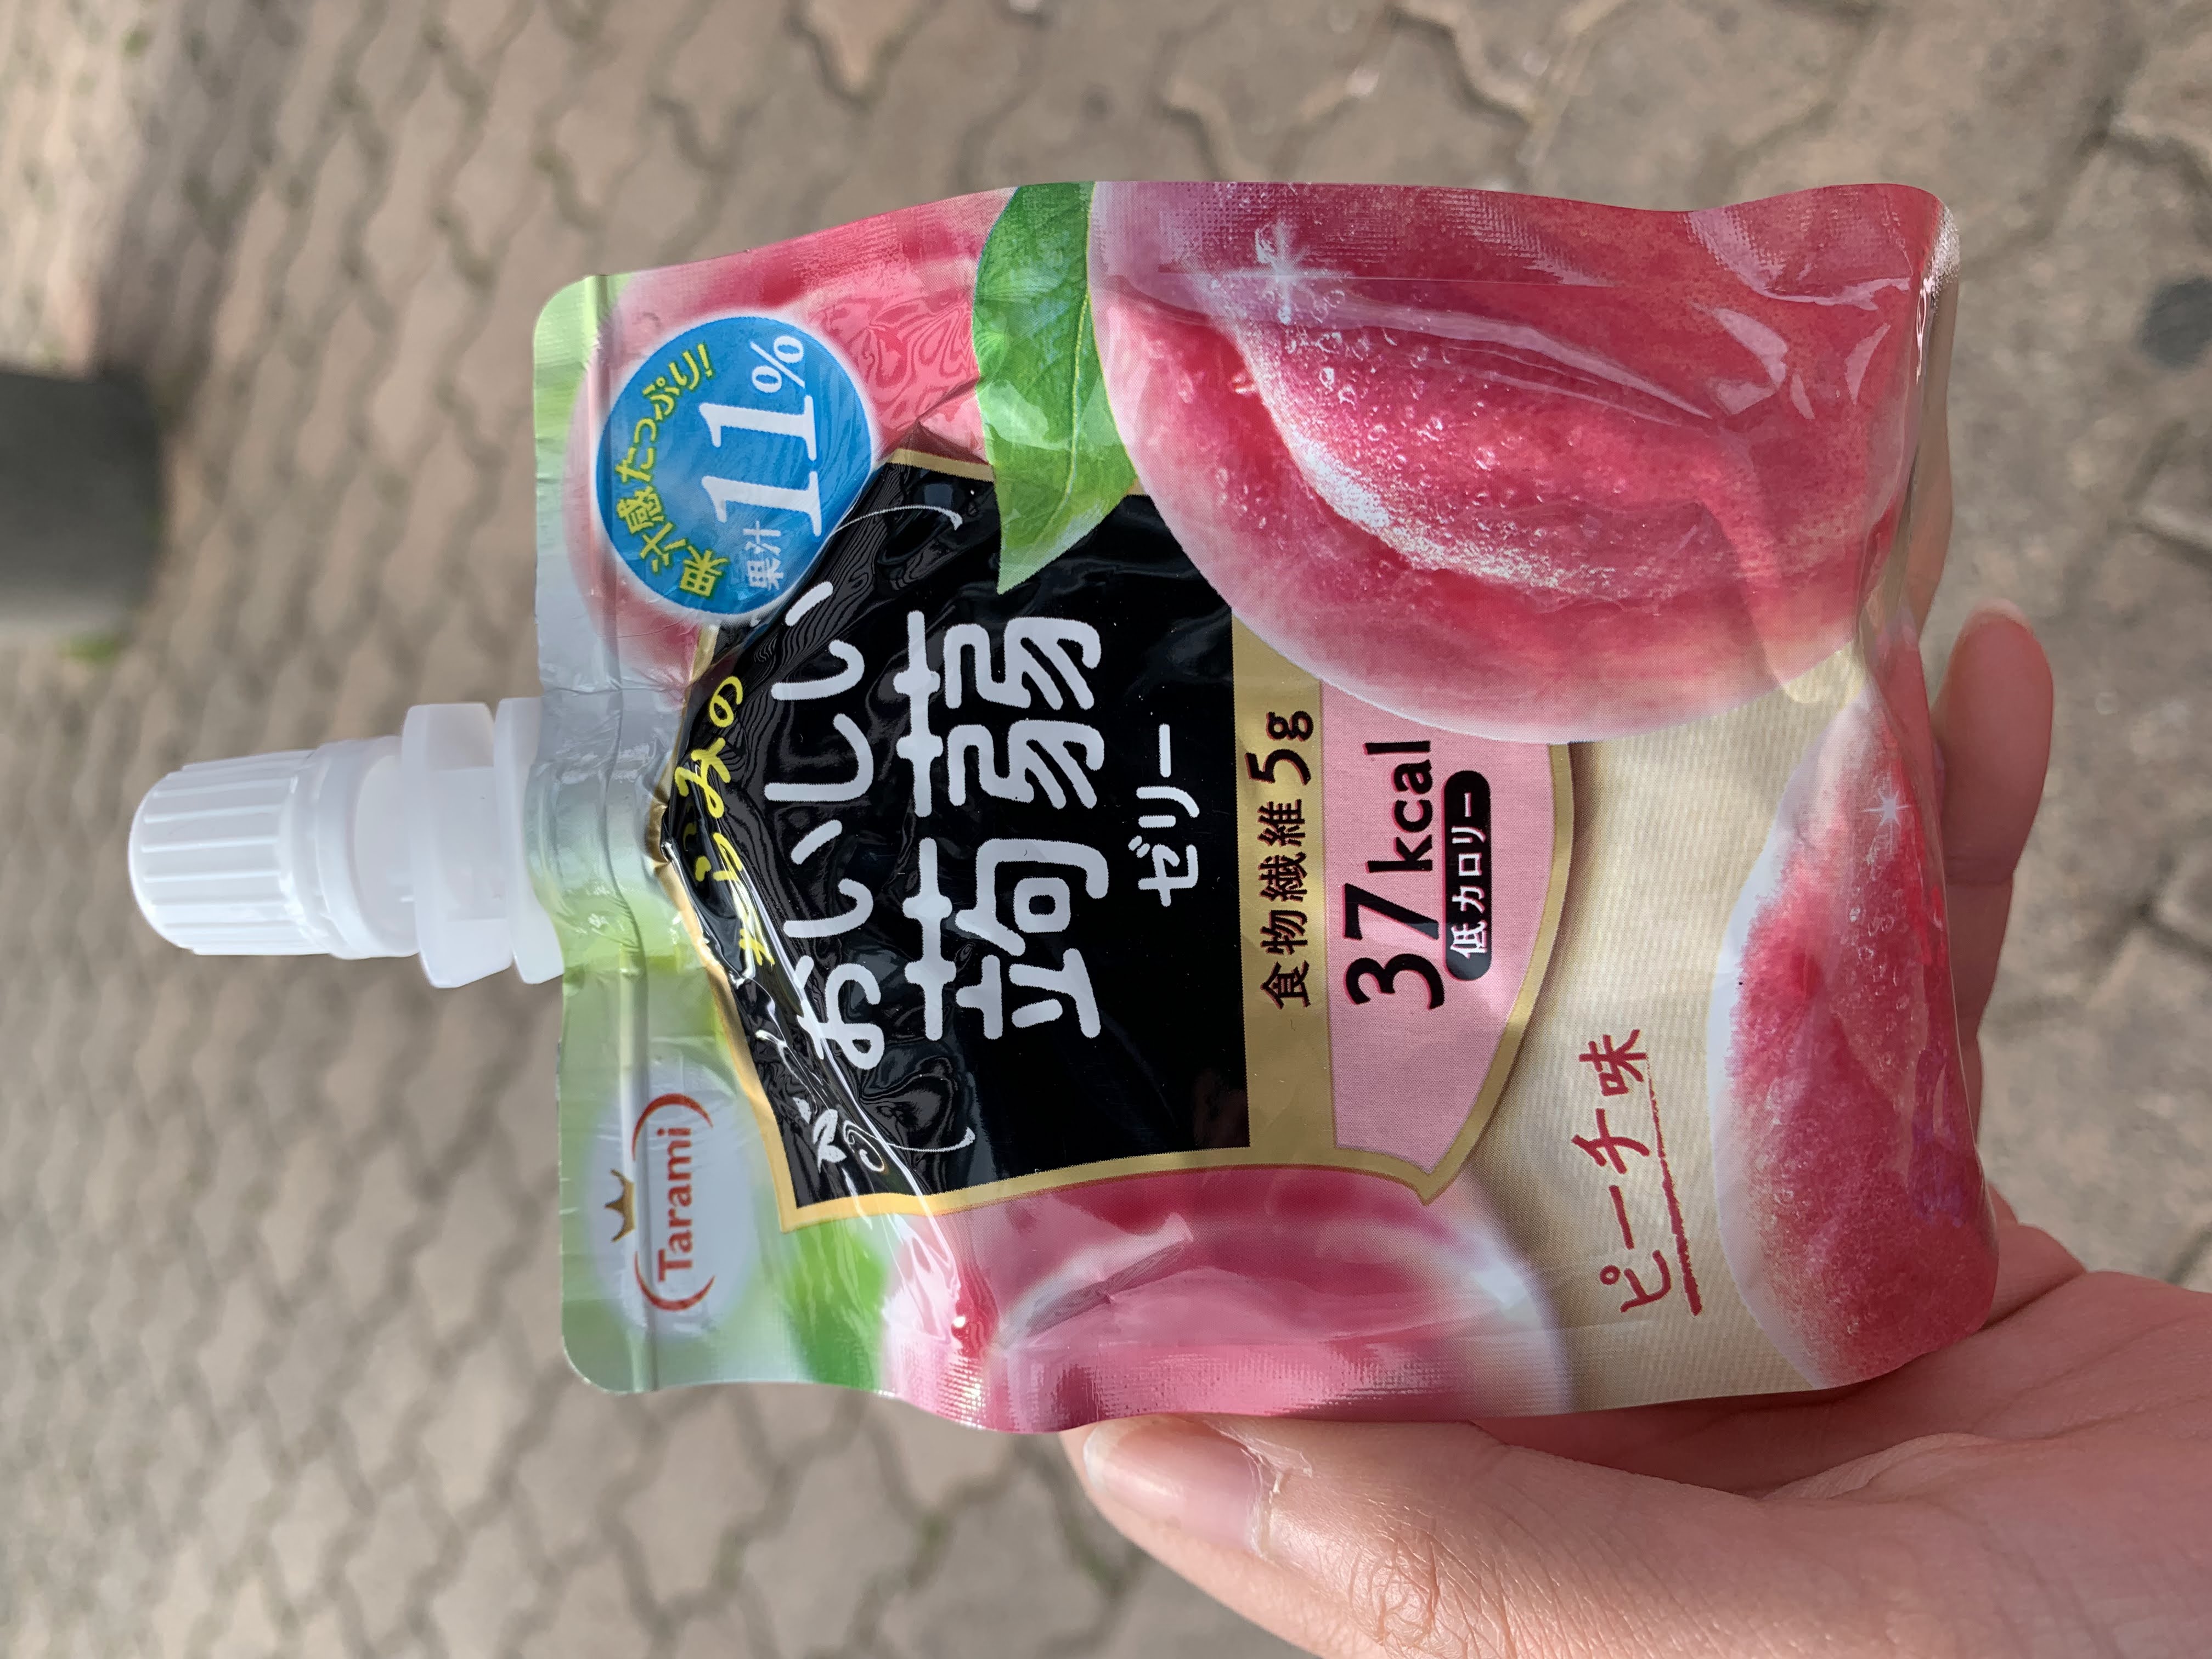 Tarami
果汁感たっぷり!!
果汁11%
たらみの
おいしい
蒟蒻
ゼリー
食物繊維5g
37kcal
低カロリー
ピーチ味